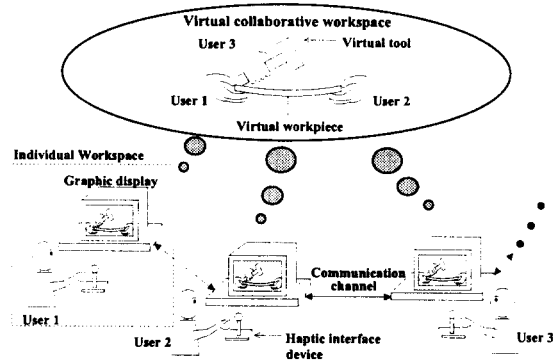 Virtual collaborative workspace
User 3
Virtual tool
User 1
User 2
Virtual workpiece
Individual Workspace
Graphic display
Communication
channel
User 1
User 2
Haptic interface
device
User 3